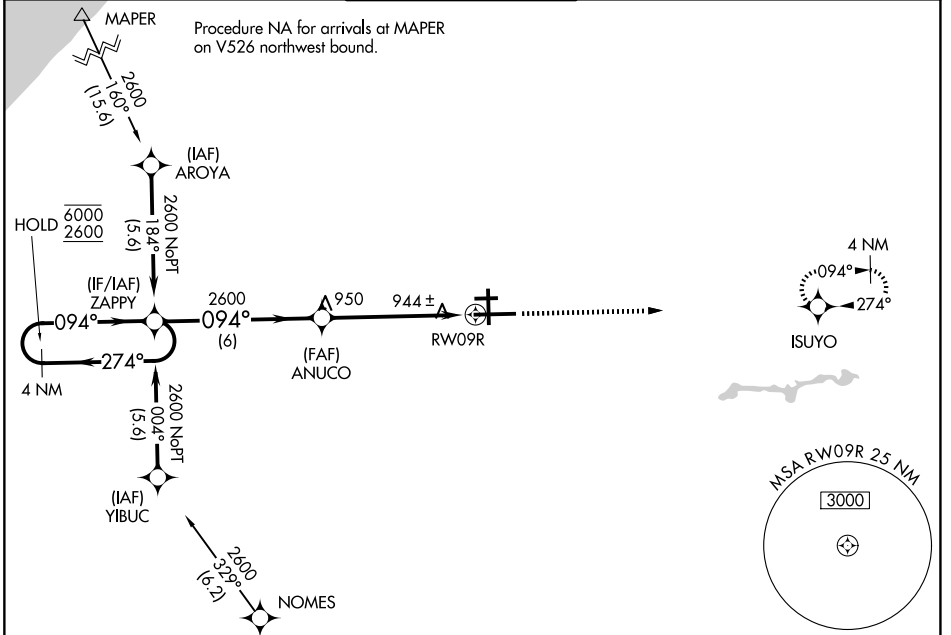 MAPER
Procedure NA for arrivals at MAPER
on V526 northwest bound.
2600
160°
(15.6)
(IAF)
AROYA
2600 NoPT
184°
(5.6)
HOLD
6000
2600
(IF/IAF)
ZAPPY
094°
274°
4 NM
2600
094°
(6)
950
(FAF)
ANUCO
944 ±
RW09R
4 NM
094°
274°
ISUYO
2600 NoPT
004°
(5.6)
(IAF)
YIBUC
2600
329°
(6.2)
NOMES
MSA RW09R 25 NM
3000